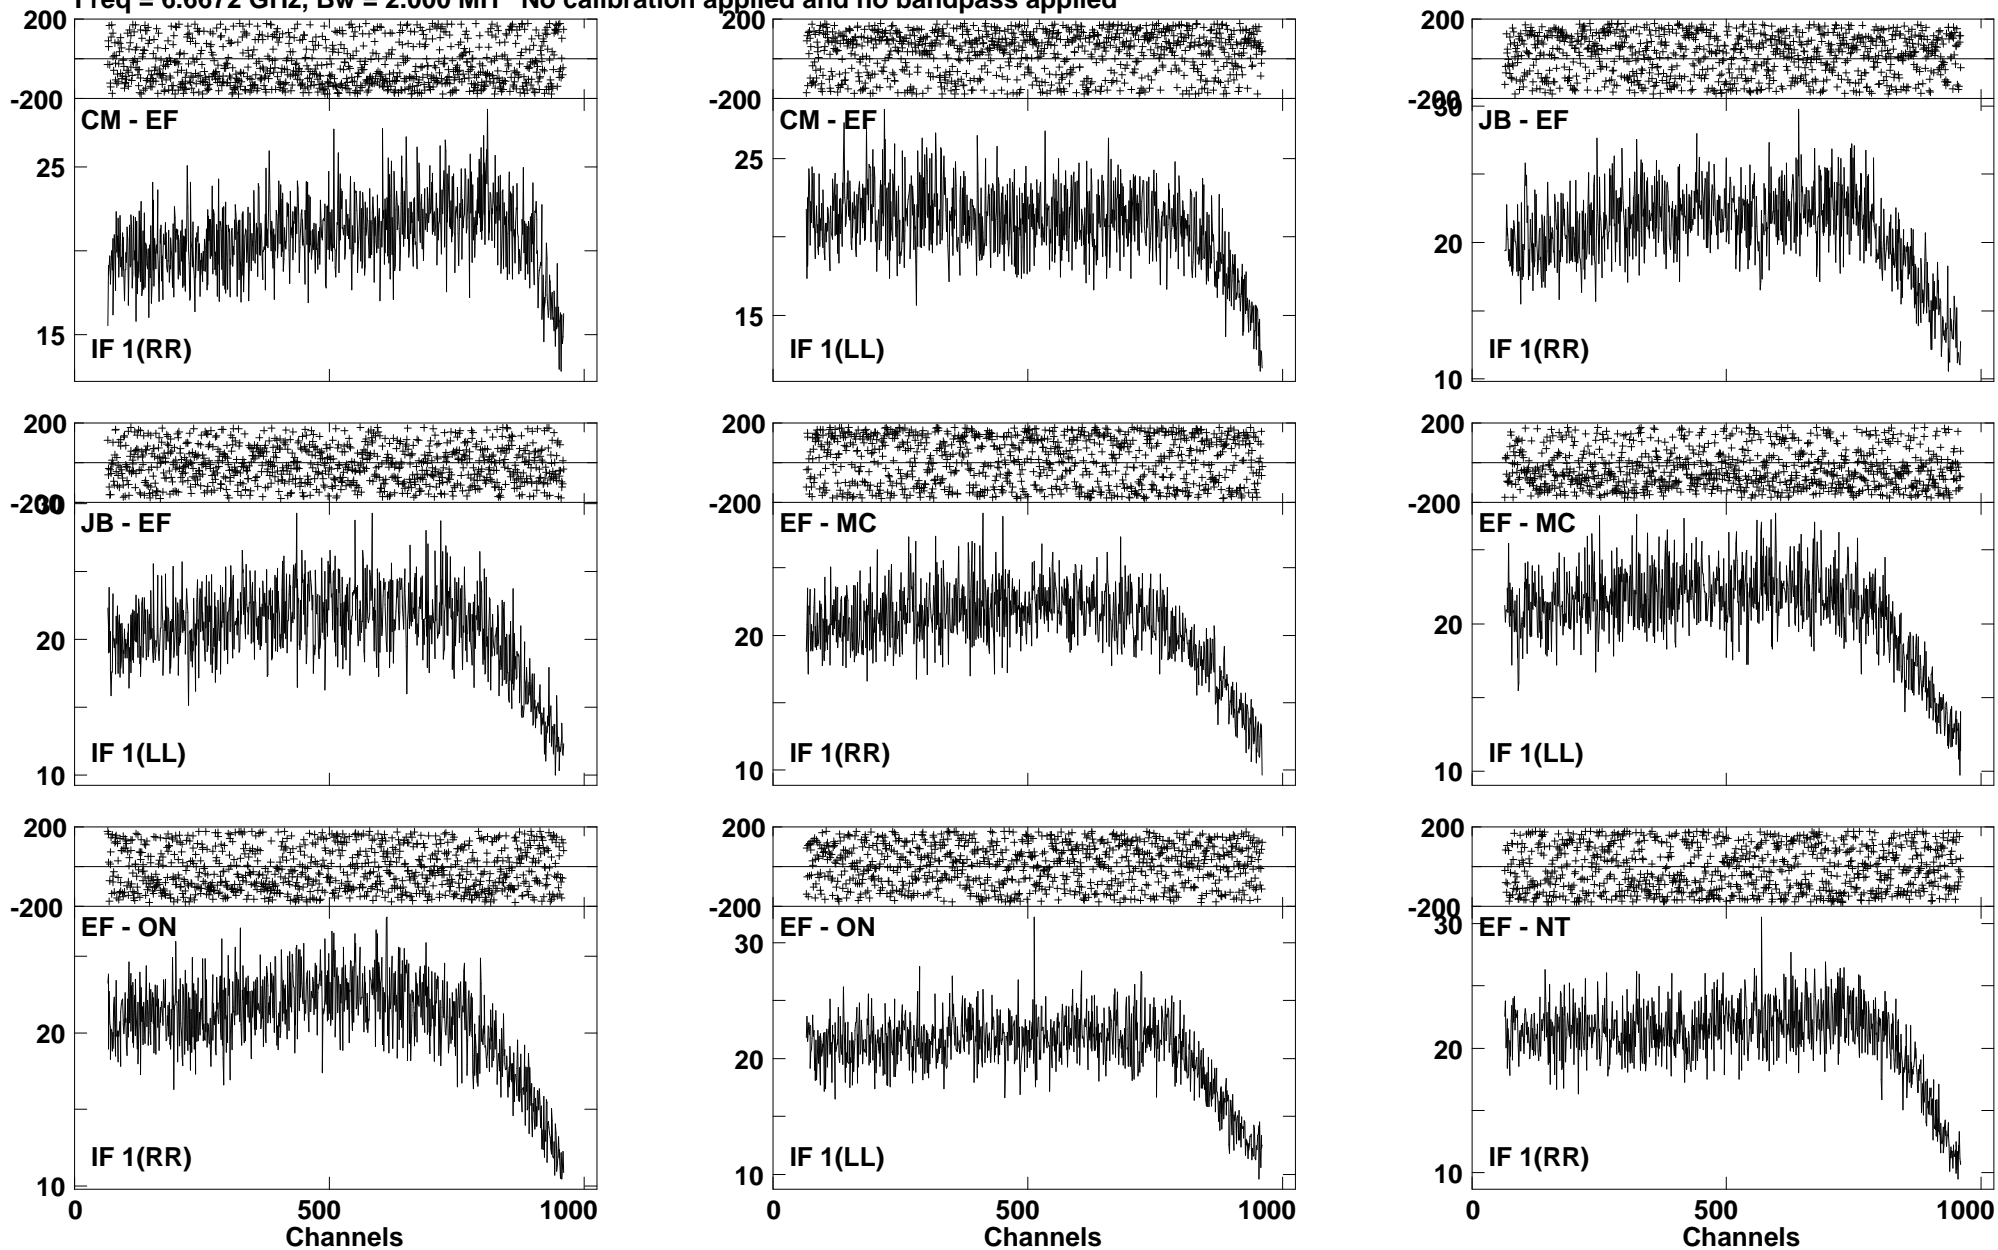 Freq = 6.6672 GHz, Bw = 2.000 MH No calibration applied and no bandpass applied
200
-200
CM - EF
25
15
IF 1(RR)
200
-200
CM - EF
25
15
IF 1(LL)
200
-200
30
JB - EF
20
10
IF 1(RR)
200
-200
30
JB - EF
20
10
IF 1(LL)
200
-200
EF - MC
20
10
IF 1(RR)
200
-200
EF - MC
20
10
IF 1(LL)
200
-200
EF - ON
20
10
IF 1(RR)
0 500 1000
Channels
200
-200
EF - ON
30
20
10
IF 1(LL)
0 500 1000
Channels
200
-200
30
EF - NT
20
10
IF 1(RR)
0 500 1000
Channels